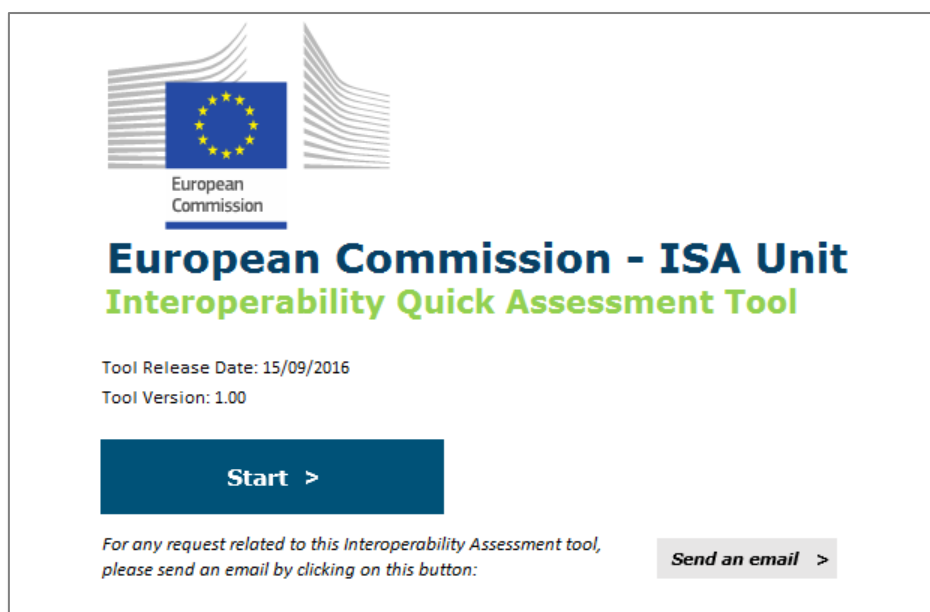 European
Commission
European Commission - ISA Unit
Interoperability Quick Assessment Tool
Tool Release Date: 15/09/2016
Tool Version: 1.00
Start >
For any request related to this Interoperability Assessment tool,
please send an email by clicking on this button:
Send an email >